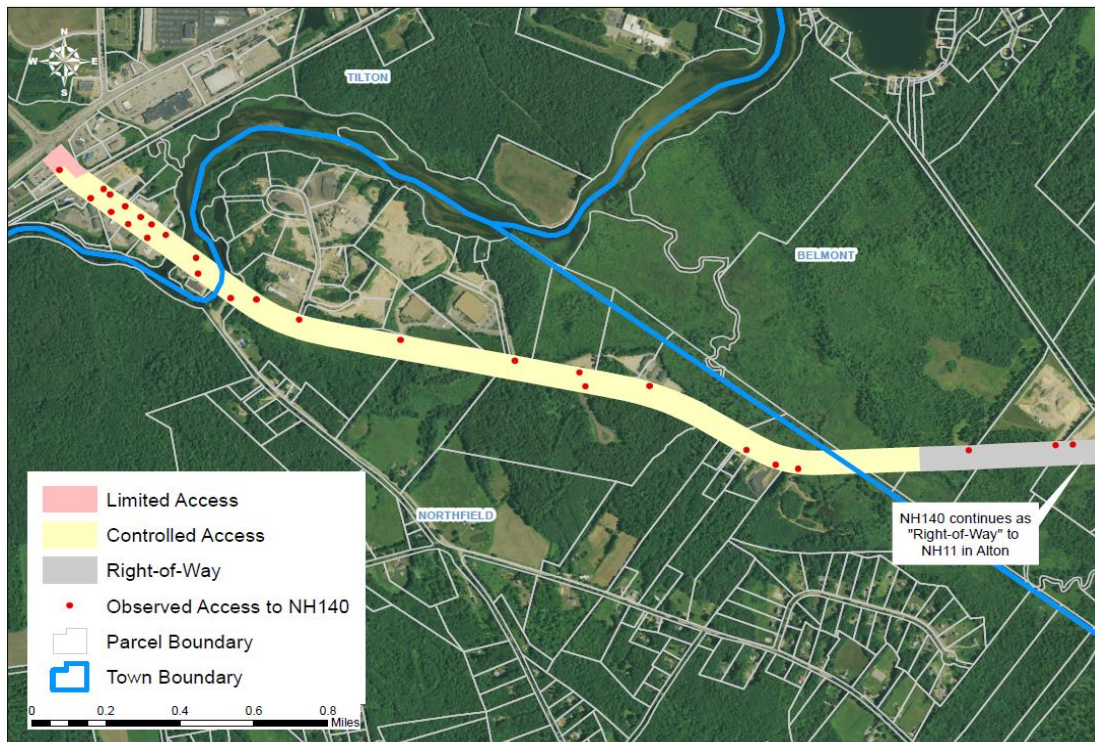 N
W E
S
TILTON
BELMONT
NORTHFIELD
NH140 continues as
"Right-of-Way" to
NH11 in Alton
Limited Access
Controlled Access
Right-of-Way
Observed Access to NH140
Parcel Boundary
Town Boundary
0 0.2 0.4 0.6 0.8
Miles